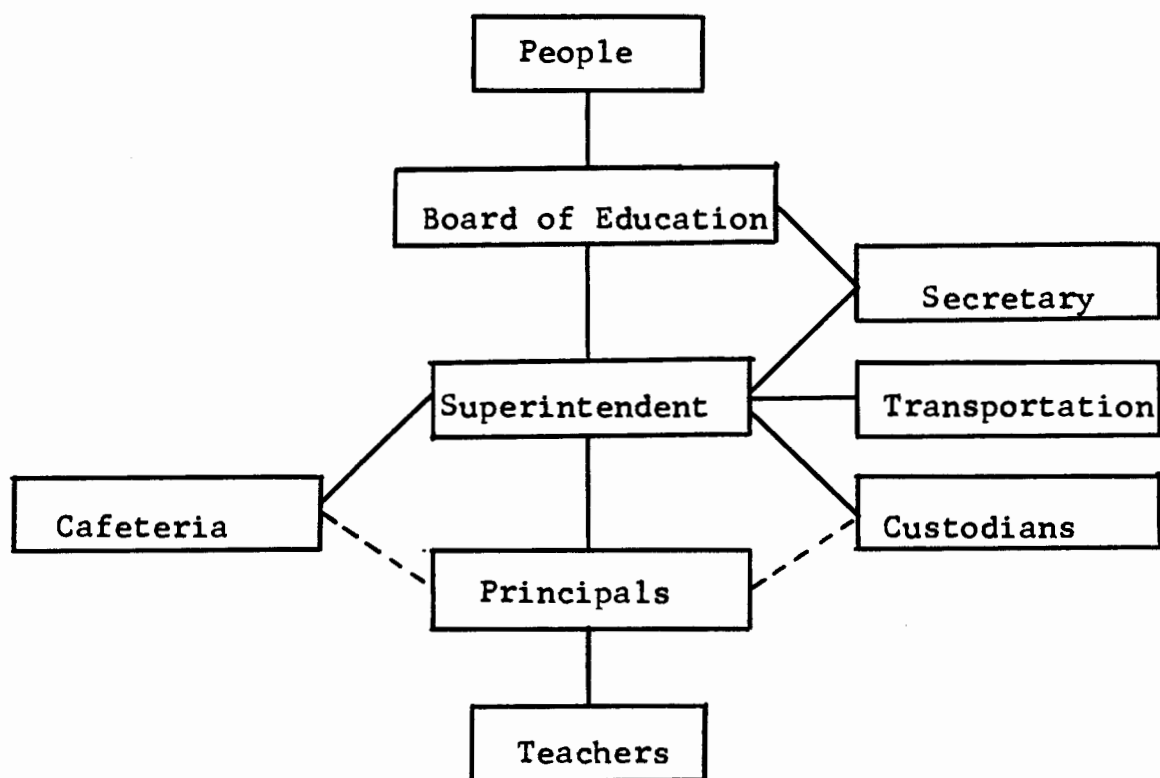 People
Board of Education
Secretary
Superintendent
Transportation
Cafeteria
Custodians
Principals
Teachers